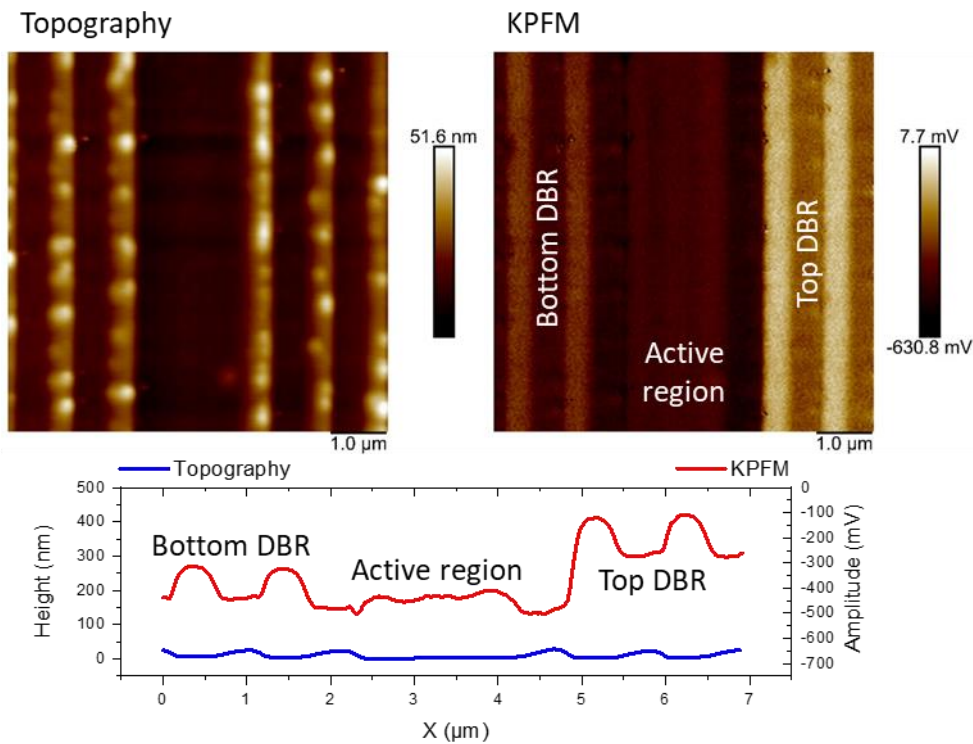 Topography
KPFM
51.6 nm
7.7 mV
Bottom DBR
Top DBR
Active
region
-630.8 mV
1.0 µm
1.0 µm
Topography
KPFM
500
400
300
200
100
0
Height (nm)
0
-100
-200
-300
-400
-500
-600
-700
Amplitude (mV)
Bottom DBR
Active region
Top DBR
0
1
2
3
4
5
6
7
X (µm)